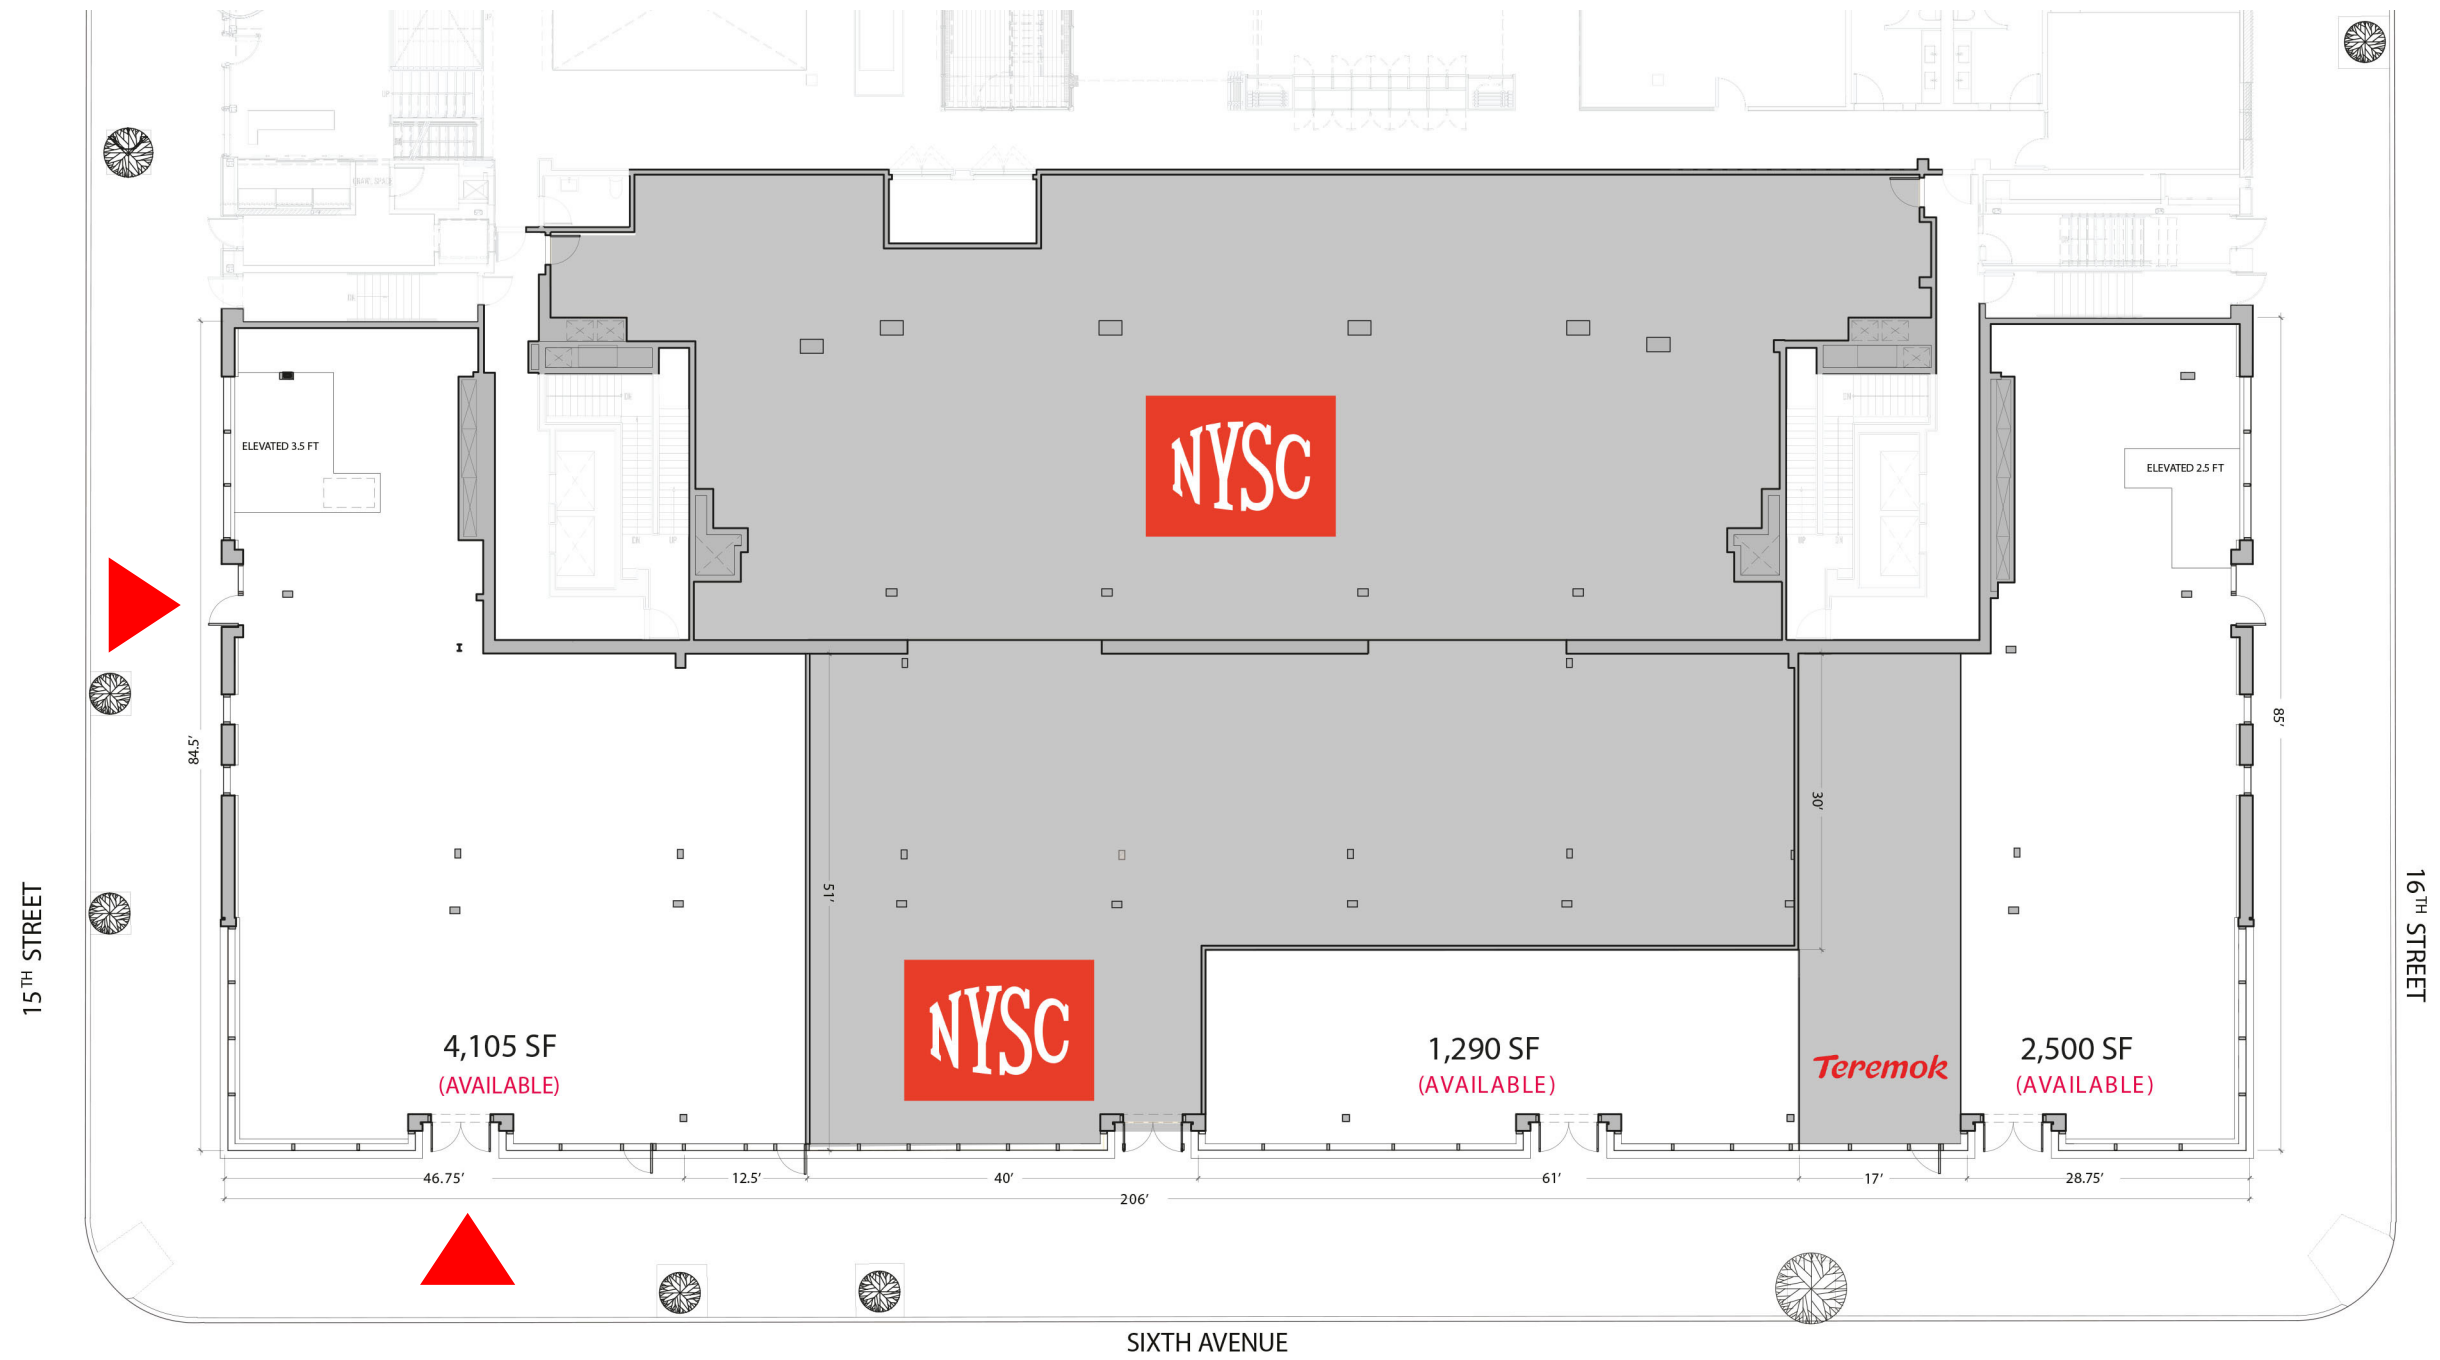 ELEVATED 3.5 FT
NYSC
ELEVATED 2.5 FT
84.5'
85'
30'
51'
15TH STREET
16TH STREET
NYSC
4,105 SF
(AVAILABLE)
1,290 SF
(AVAILABLE)
Teremok
2,500 SF
(AVAILABLE)
46.75'
12.5'
40'
61'
17'
28.75'
206'
SIXTH AVENUE